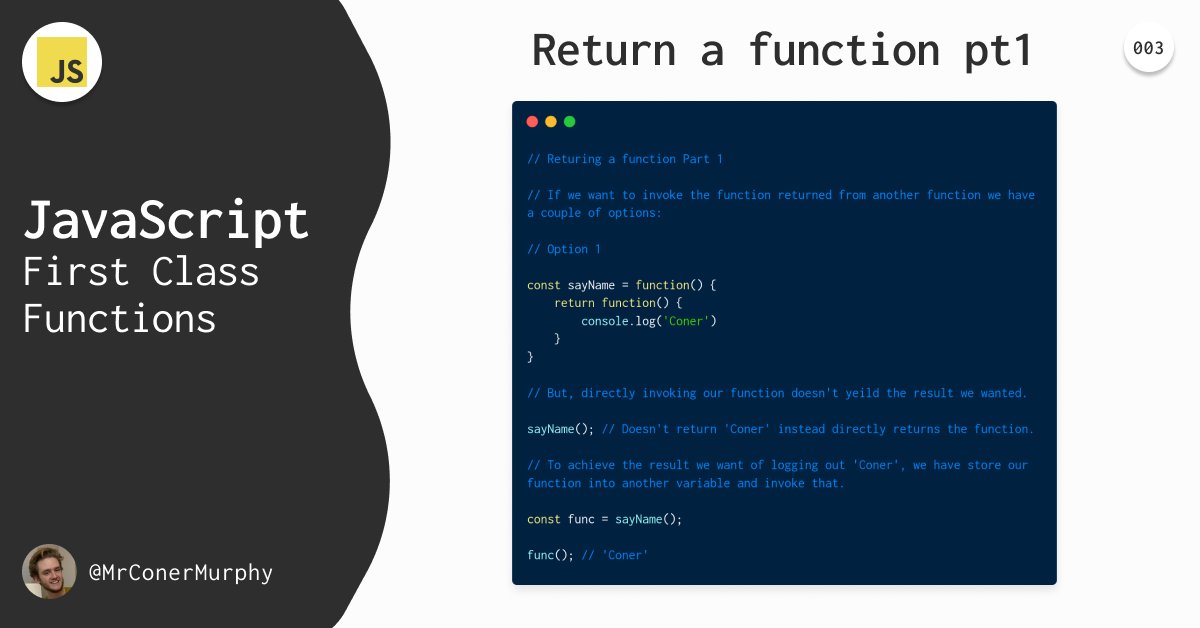 JS
JavaScript
First Class
Functions
@MrConerMurphy
Return a function pt1
003
// Returing a function Part 1
// If we want to invoke the function returned from another function we have
a couple of options:
// Option 1
const sayName = function() {
    return function() {
        console.log('Coner')
    }
}
// But, directly invoking our function doesn't yeild the result we wanted.
sayName(); // Doesn't return 'Coner' instead directly returns the function.
// To achieve the result we want of logging out 'Coner', we have store our
function into another variable and invoke that.
const func = sayName();
func(); // 'Coner'